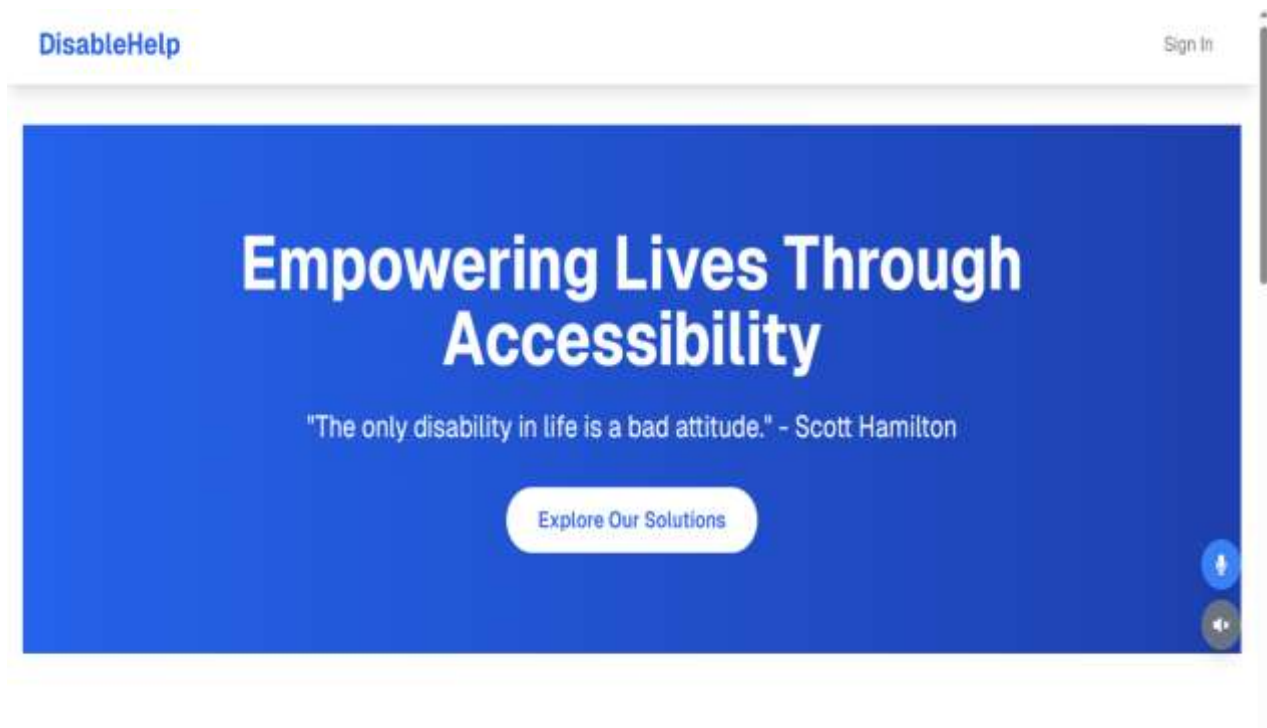 DisableHelp
Sign In
Empowering Lives Through
Accessibility
"The only disability in life is a bad attitude." - Scott Hamilton
Explore Our Solutions